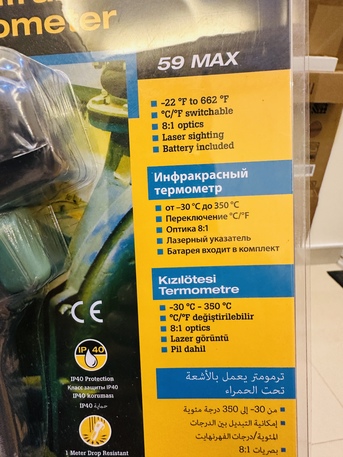 ometer
59 MAX
-22 °F to 662 °F
°C/°F switchable
8:1 optics
Laser sighting
Battery included
Инфракрасный
термометр
от –30 °C до 350 °C
Переключение °C/°F
Оптика 8:1
Лазерный указатель
Батарея входит в комплект
Kızılötesi
Termometre
-30 °C - 350 °C
°C/°F değiştirilebilir
8:1 optics
Lazer görüntü
Pil dahil
CE
IP 40
IP40 Protection
Класс защиты IP40
IP40 koruması
حماية IP40
1 Meter Drop Resistant
ترمومتر يعمل بالأشعة
تحت الحمراء
من 30- إلى 350 درجة مئوية
إمكانية التبديل بين الدرجات
المئوية/درجات الفهرنهايت
بصريات 8:1